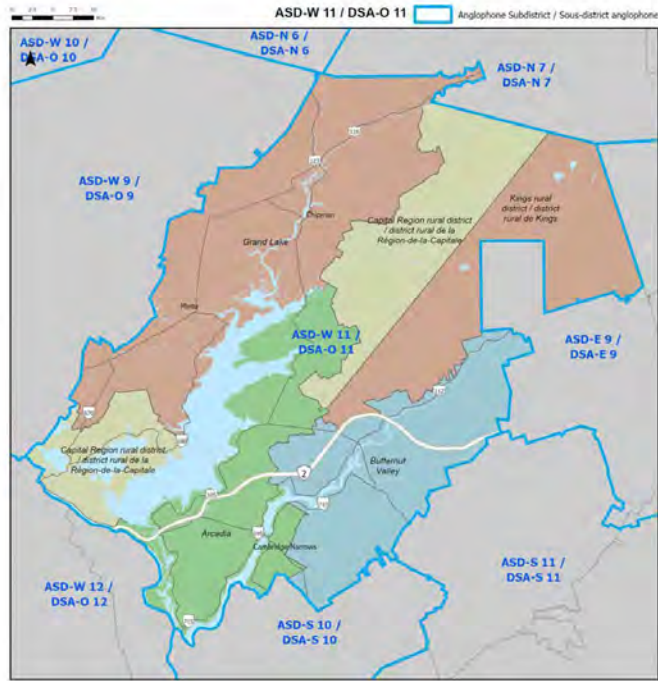 ASD-W 11 / DSA-O 11
Anglophone Subdistrict / Sous-district anglophone
ASD-W 10 /
DSA-O 10
ASD-N 6 /
DSA-N 6
ASD-N 7 /
DSA-N 7
ASD-W 9 /
DSA-O 9
Chipman
Grand Lake
Capital Region rural district
/ district rural de la
Région-de-la-Capitale
Kings rural
district / district
rural de Kings
Minto
ASD-W 11 /
DSA-O 11
ASD-E 9 /
DSA-E 9
Capital Region rural district
/ district rural de la
Région-de-la-Capitale
2
Butternut
Valley
Arcadia
Cambridge-Narrows
ASD-W 12 /
DSA-O 12
ASD-S 11 /
DSA-S 11
ASD-S 10 /
DSA-S 10